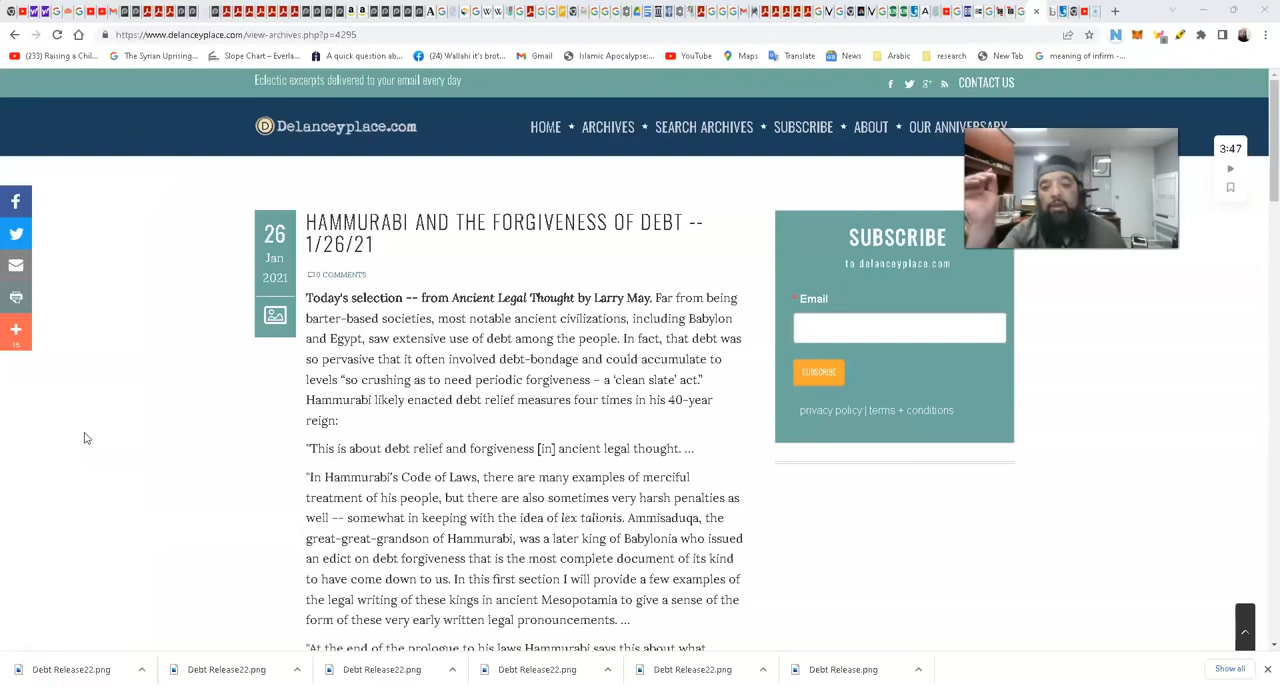 https://www.delanceyplace.com/view-archives.php?p=4295
(233) Raising a Chil...
The Syrian Uprising...
Slope Chart – Everla...
A quick question ab...
(24) Wallahi it's brot...
Gmail
Islamic Apocalypse:...
YouTube
Maps
Translate
News
Arabic
research
New Tab
meaning of infirm -...
Eclectic excerpts delivered to your email every day
CONTACT US
Delanceyplace.com
HOME * ARCHIVES * SEARCH ARCHIVES * SUBSCRIBE * ABOUT * OUR ANNIVERSARY
3:47
26
Jan
2021
HAMMURABI AND THE FORGIVENESS OF DEBT --
1/26/21
0 COMMENTS
Today's selection -- from Ancient Legal Thought by Larry May. Far from being
barter-based societies, most notable ancient civilizations, including Babylon
and Egypt, saw extensive use of debt among the people. In fact, that debt was
so pervasive that it often involved debt-bondage and could accumulate to
levels “so crushing as to need periodic forgiveness – a ‘clean slate’ act.”
Hammurabi likely enacted debt relief measures four times in his 40-year
reign:
"This is about debt relief and forgiveness [in] ancient legal thought. ...
"In Hammurabi's Code of Laws, there are many examples of merciful
treatment of his people, but there are also sometimes very harsh penalties as
well -- somewhat in keeping with the idea of lex talionis. Ammisaduqa, the
great-great-grandson of Hammurabi, was a later king of Babylonia who issued
an edict on debt forgiveness that is the most complete document of its kind
to have come down to us. In this first section I will provide a few examples of
the legal writing of these kings in ancient Mesopotamia to give a sense of the
form of these very early written legal pronouncements. ...
"At the end of the prologue to his laws Hammurabi says this about what
SUBSCRIBE
to delanceyplace.com
* Email
SUBSCRIBE
privacy policy | terms + conditions
15
Debt Release22.png
Debt Release22.png
Debt Release22.png
Debt Release22.png
Debt Release22.png
Debt Release.png
Show all